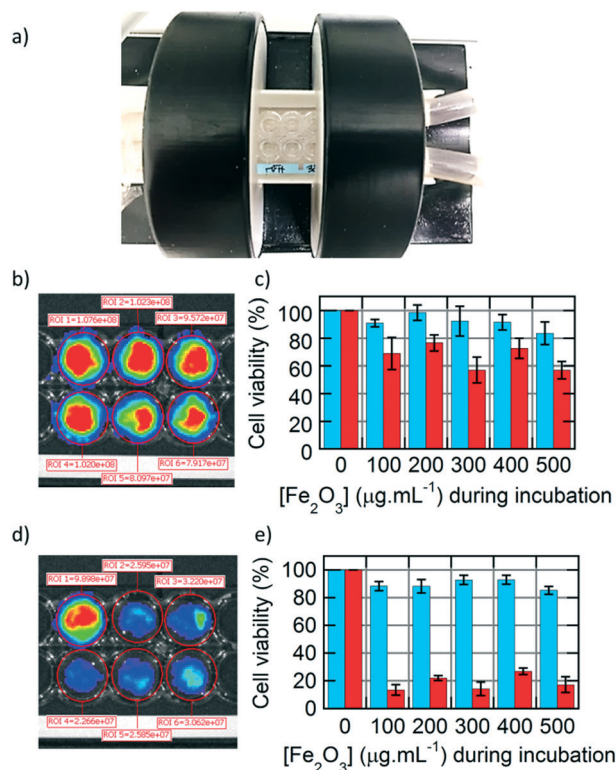 a)
b)
ROI 2=1.023e+08
ROI 1=1.076e+08
ROI 3=9.572e+07
ROI 4=1.020e+08
ROI 6=7.917e+07
ROI 5=8.097e+07
c)
Cell viability (%)
100
80
60
40
20
0
0 100 200 300 400 500
[Fe₂O₃] (μg.mL⁻¹) during incubation
d)
ROI 2=2.595e+07
ROI 1=9.898e+07
ROI 3=3.220e+07
ROI 4=2.266e+07
ROI 6=3.062e+07
ROI 5=2.585e+07
e)
Cell viability (%)
100
80
60
40
20
0
0 100 200 300 400 500
[Fe₂O₃] (μg.mL⁻¹) during incubation